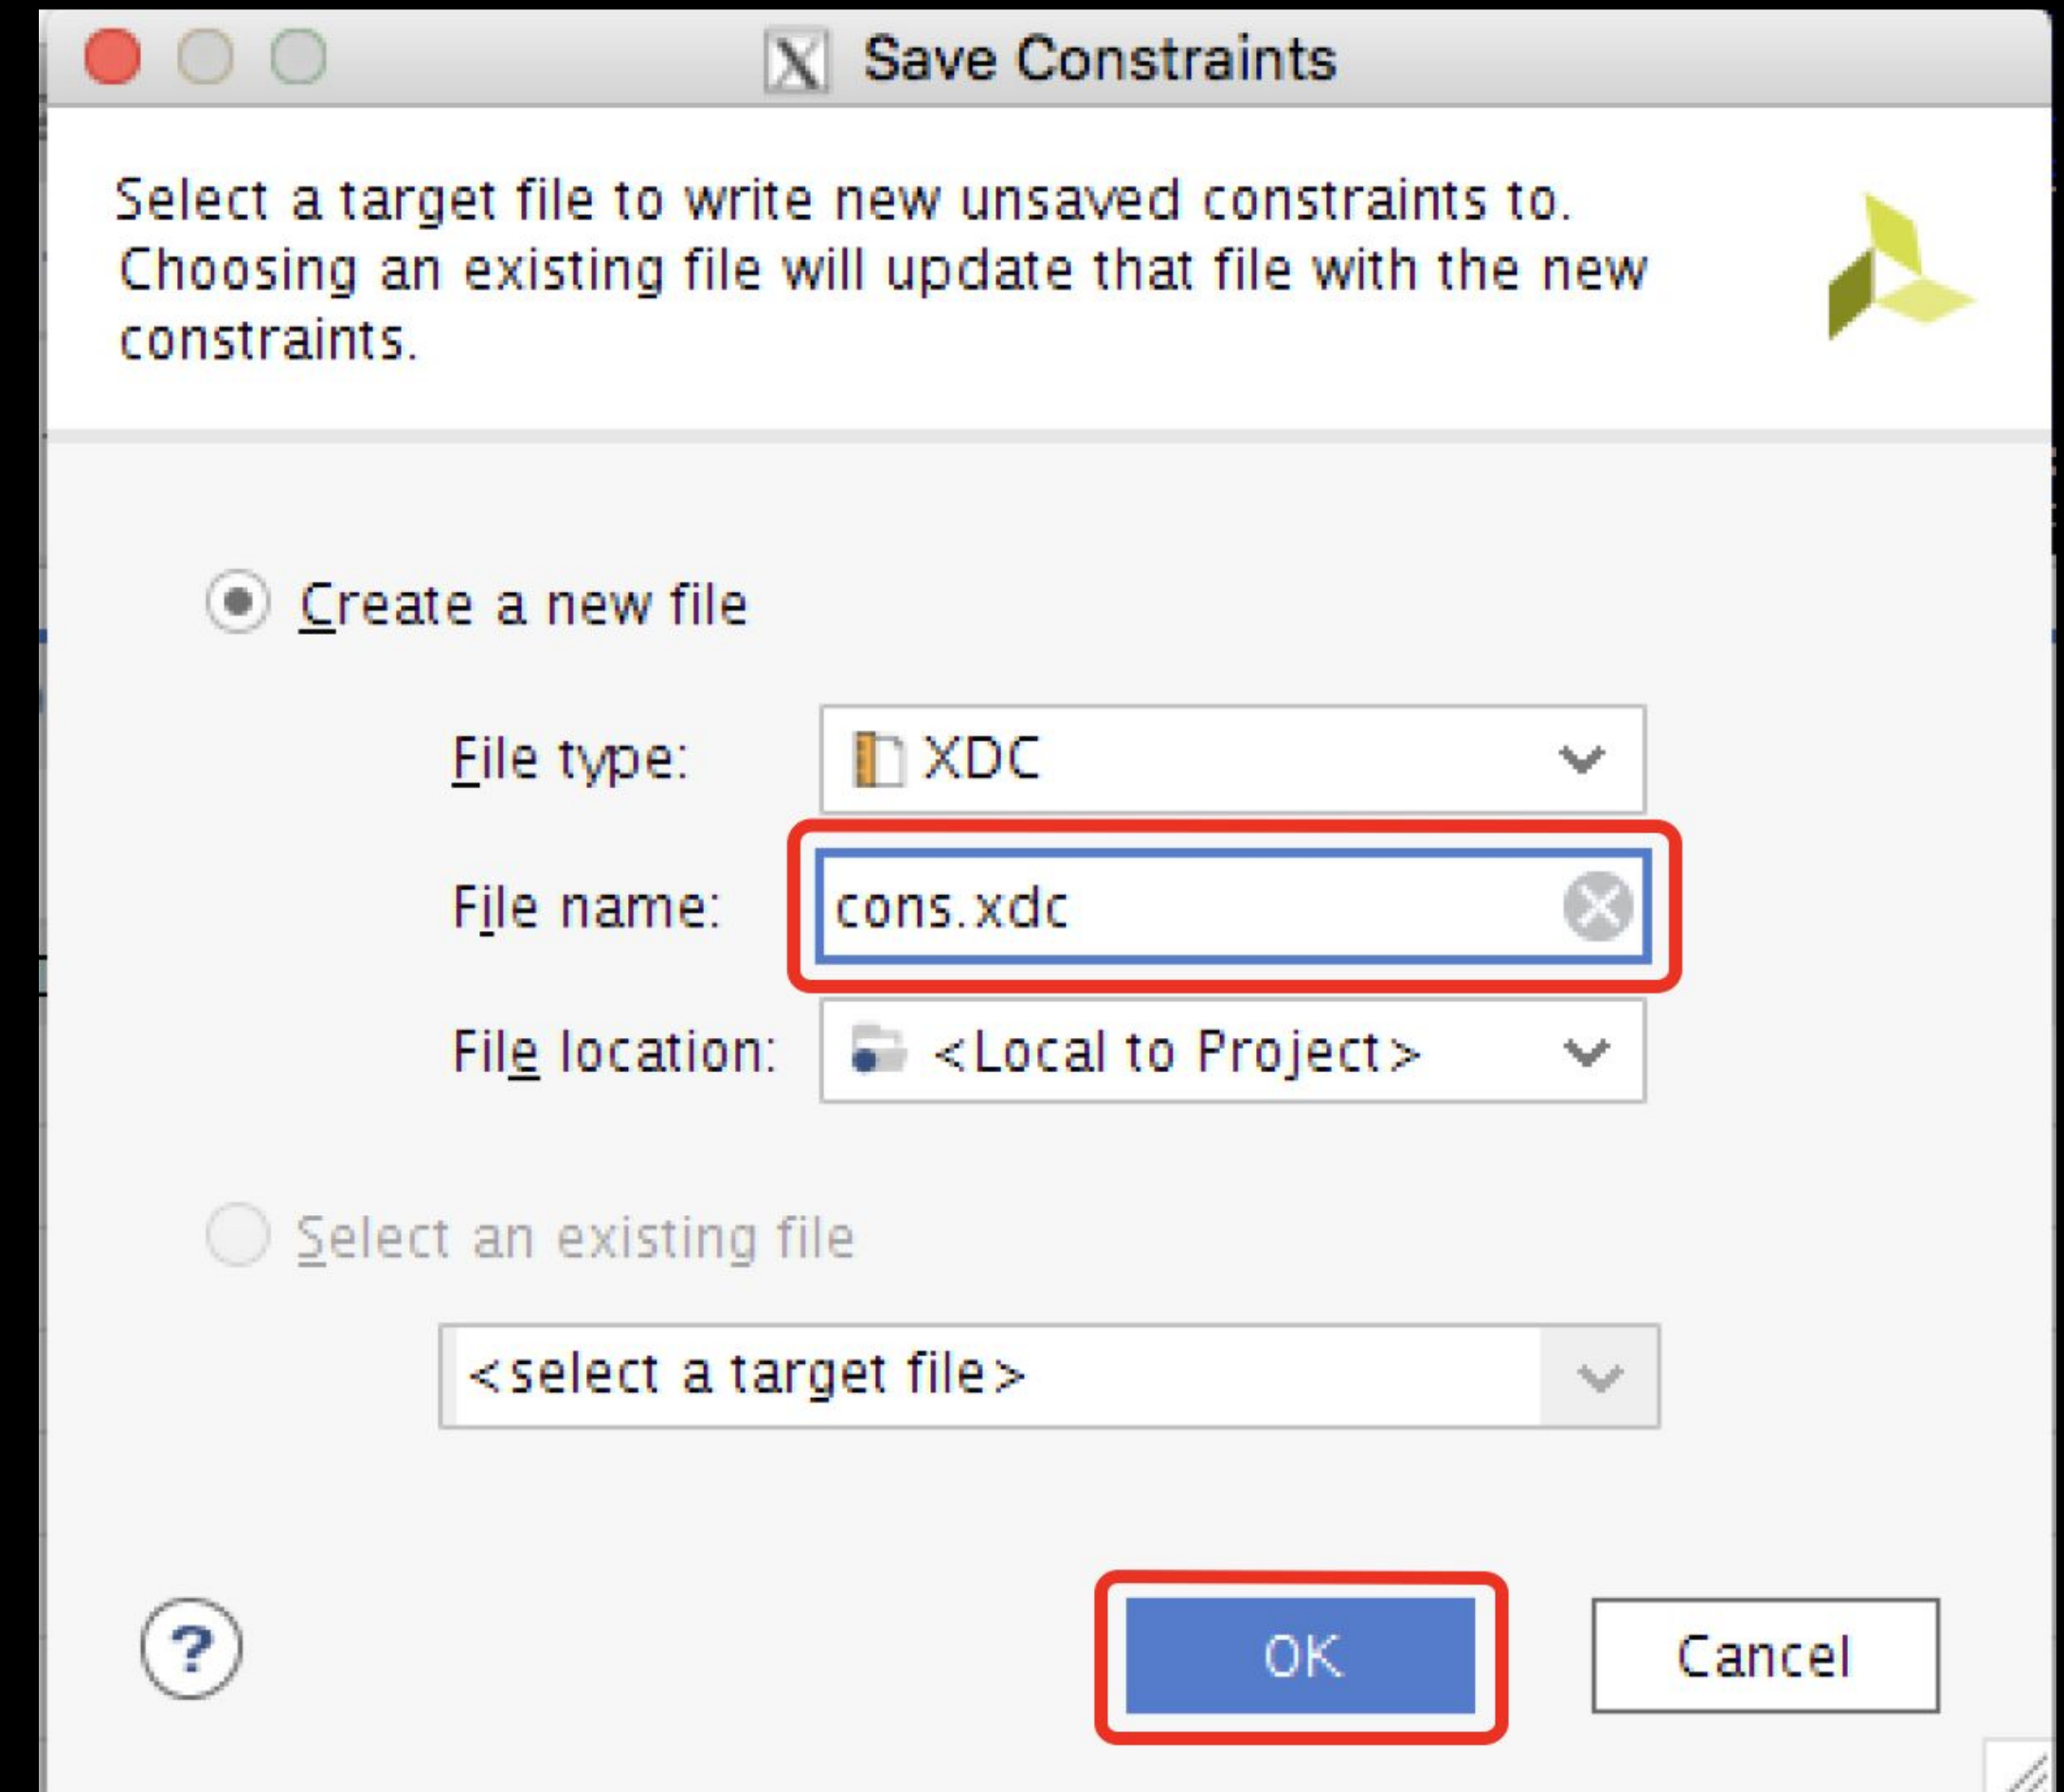 Save Constraints
Select a target file to write new unsaved constraints to.
Choosing an existing file will update that file with the new
constraints.
Create a new file
File type: XDC
File name: cons.xdc
File location: <Local to Project>
Select an existing file
<select a target file>
? OK Cancel